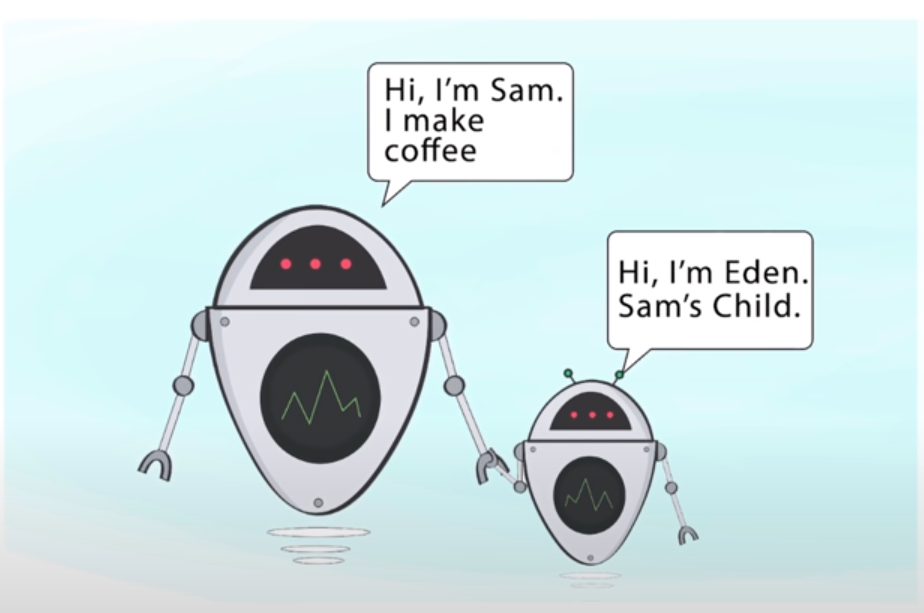 Hi, I'm Sam.
I make
coffee
Hi, I'm Eden.
Sam's Child.